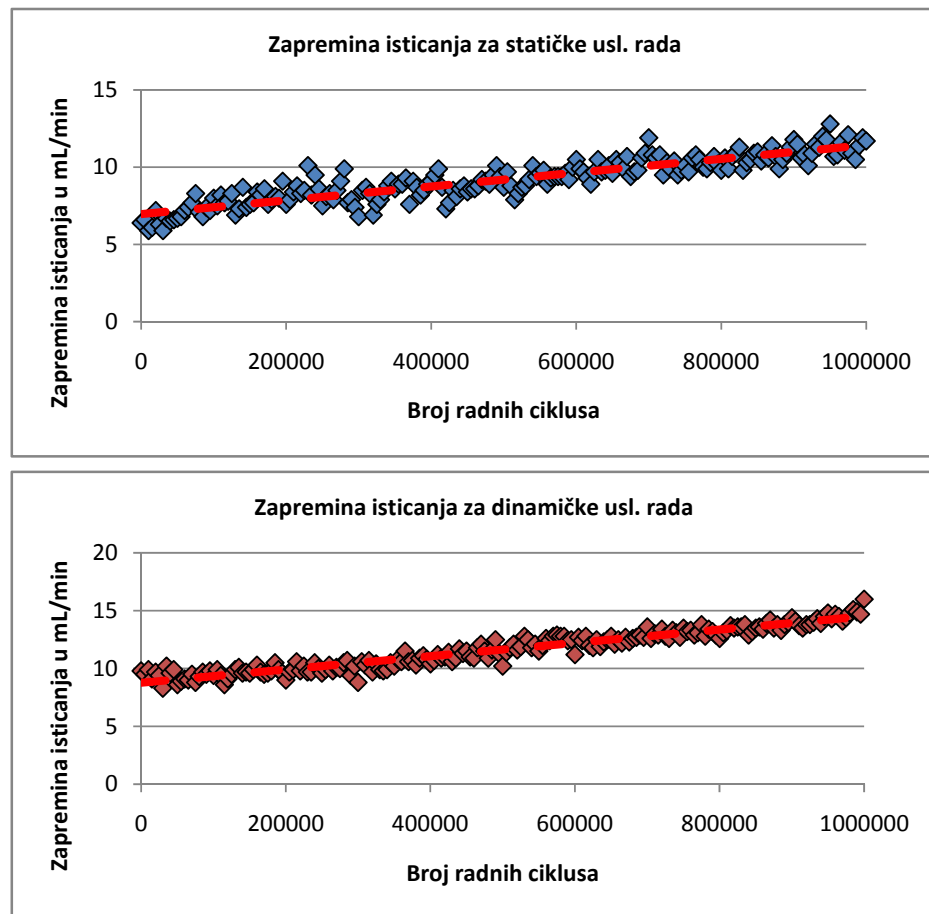 Zapremina isticanja za statičke usl. rada
Zapremina isticanja u mL/min
15
10
5
0
0 200000 400000 600000 800000 1000000
Broj radnih ciklusa
Zapremina isticanja za dinamičke usl. rada
Zapremina isticanja u mL/min
20
15
10
5
0
0 200000 400000 600000 800000 1000000
Broj radnih ciklusa